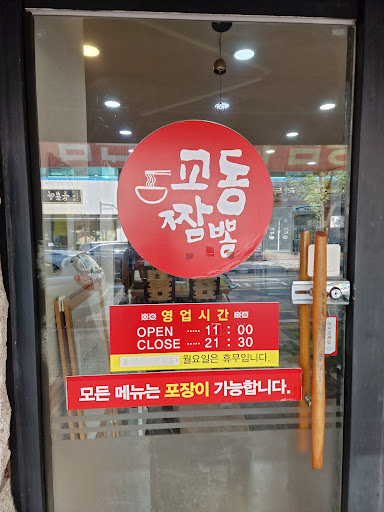 교동
짬뽕
영업시간
OPEN ····· 11 : 00
CLOSE ····· 21 : 30
월요일은 휴무입니다.
모든 메뉴는 포장이 가능합니다.